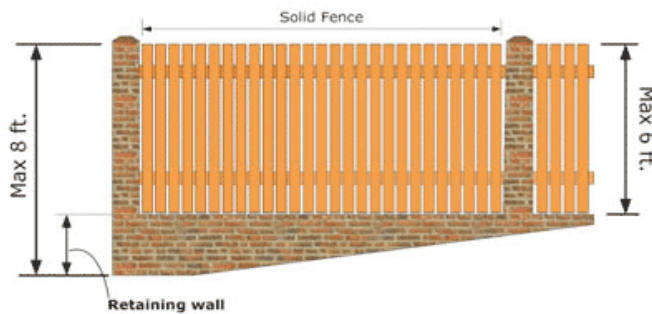 Solid Fence
Max 8 ft.
Max 6 ft.
Retaining wall